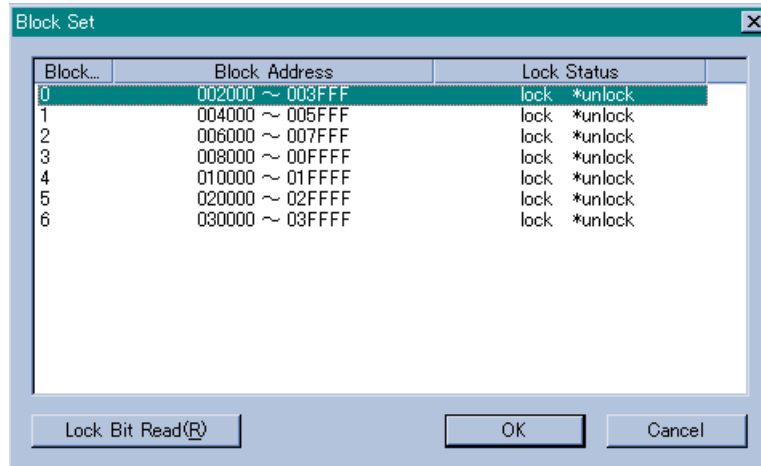 Block Set
Block... Block Address Lock Status
0 002000 ～ 003FFF lock *unlock
1 004000 ～ 005FFF lock *unlock
2 006000 ～ 007FFF lock *unlock
3 008000 ～ 00FFFF lock *unlock
4 010000 ～ 01FFFF lock *unlock
5 020000 ～ 02FFFF lock *unlock
6 030000 ～ 03FFFF lock *unlock
Lock Bit Read(R) OK Cancel